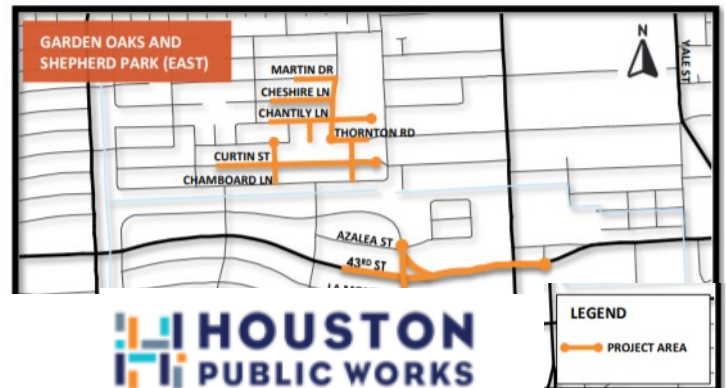 GARDEN OAKS AND
SHEPHERD PARK (EAST)
N
YALE ST
MARTIN DR
CHESHIRE LN
CHANTILY LN
THORNTON RD
CURTIN ST
CHAMBOARD LN
AZALEA ST
43RD ST
HOUSTON
PUBLIC WORKS
LEGEND
PROJECT AREA